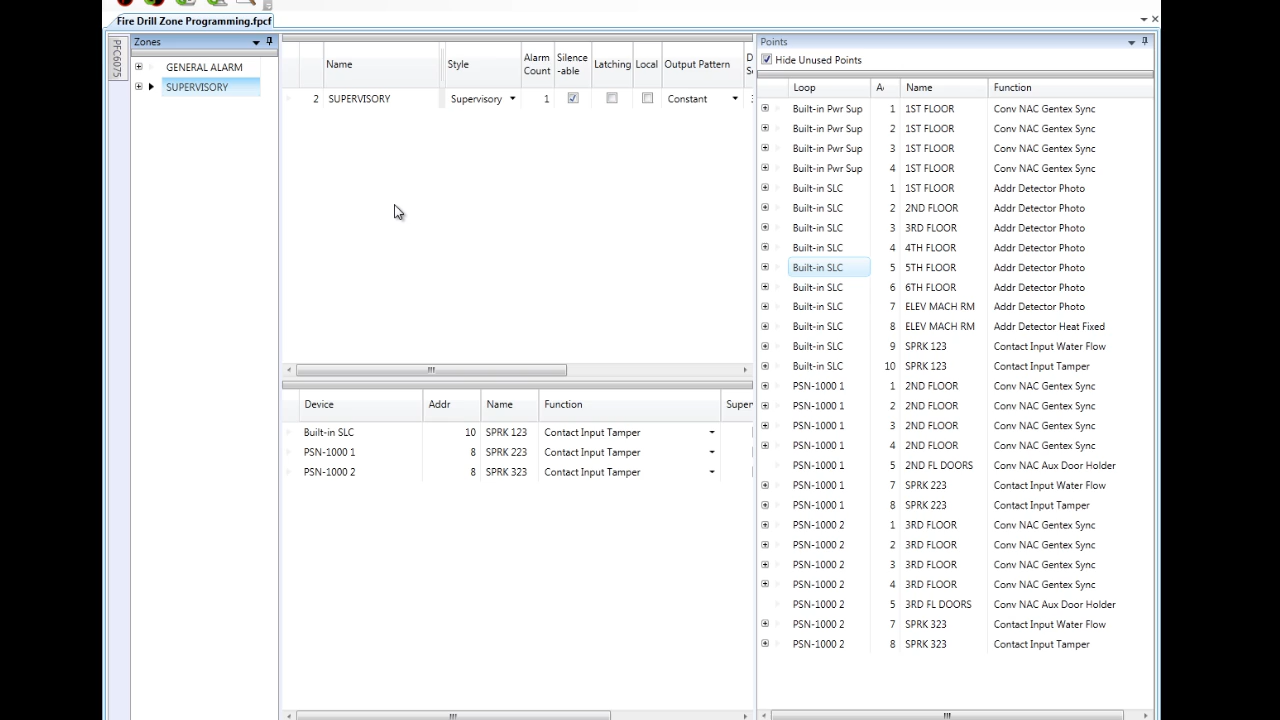 Fire Drill Zone Programming.fpcf
PFC6075
Zones
GENERAL ALARM
SUPERVISORY
Name Style Alarm Count Silence-able Latching Local Output Pattern
2 SUPERVISORY Supervisory 1 Constant
Device Addr Name Function
Built-in SLC 10 SPRK 123 Contact Input Tamper
PSN-1000 1 8 SPRK 223 Contact Input Tamper
PSN-1000 2 8 SPRK 323 Contact Input Tamper
Points
Hide Unused Points
Loop Name Function
Built-in Pwr Sup 1 1ST FLOOR Conv NAC Gentex Sync
Built-in Pwr Sup 2 1ST FLOOR Conv NAC Gentex Sync
Built-in Pwr Sup 3 1ST FLOOR Conv NAC Gentex Sync
Built-in Pwr Sup 4 1ST FLOOR Conv NAC Gentex Sync
Built-in SLC 1 1ST FLOOR Addr Detector Photo
Built-in SLC 2 2ND FLOOR Addr Detector Photo
Built-in SLC 3 3RD FLOOR Addr Detector Photo
Built-in SLC 4 4TH FLOOR Addr Detector Photo
Built-in SLC 5 5TH FLOOR Addr Detector Photo
Built-in SLC 6 6TH FLOOR Addr Detector Photo
Built-in SLC 7 ELEV MACH RM Addr Detector Photo
Built-in SLC 8 ELEV MACH RM Addr Detector Heat Fixed
Built-in SLC 9 SPRK 123 Contact Input Water Flow
Built-in SLC 10 SPRK 123 Contact Input Tamper
PSN-1000 1 1 2ND FLOOR Conv NAC Gentex Sync
PSN-1000 1 2 2ND FLOOR Conv NAC Gentex Sync
PSN-1000 1 3 2ND FLOOR Conv NAC Gentex Sync
PSN-1000 1 4 2ND FLOOR Conv NAC Gentex Sync
PSN-1000 1 5 2ND FL DOORS Conv NAC Aux Door Holder
PSN-1000 1 7 SPRK 223 Contact Input Water Flow
PSN-1000 1 8 SPRK 223 Contact Input Tamper
PSN-1000 2 1 3RD FLOOR Conv NAC Gentex Sync
PSN-1000 2 2 3RD FLOOR Conv NAC Gentex Sync
PSN-1000 2 3 3RD FLOOR Conv NAC Gentex Sync
PSN-1000 2 4 3RD FLOOR Conv NAC Gentex Sync
PSN-1000 2 5 3RD FL DOORS Conv NAC Aux Door Holder
PSN-1000 2 7 SPRK 323 Contact Input Water Flow
PSN-1000 2 8 SPRK 323 Contact Input Tamper